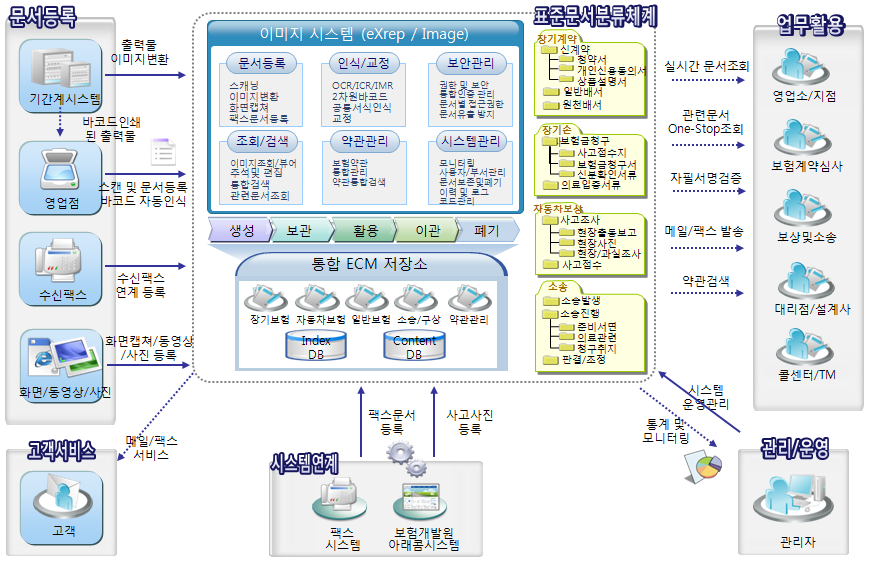 문서등록
출력물
이미지변환
기간계시스템
바코드인쇄
된 출력물
영업점
스캔 및 문서등록
바코드 자동인식
수신팩스
수신팩스
연계 등록
화면캡쳐/동영상
/사진 등록
화면/동영상/사진
고객서비스
메일/팩스
서비스
고객
이미지 시스템 (eXrep / Image)
문서등록
스캐닝
이미지변환
화면캡쳐
팩스문서등록
인식/교정
OCR/ICR/IMR
2차원바코드
공통서식인식
교정
보안관리
권한 및 보안
통합인증 관리
문서별 접근권한
문서유출 방지
조회/검색
이미지조회/뷰어
주석 및 편집
통합검색
관련문서조회
약관관리
보험약관
통합관리
약관통합검색
시스템관리
모니터링
사용자/부서관리
문서보존및폐기
이력 및 로그
코드관리
생성
보관
활용
이관
폐기
통합 ECM 저장소
장기보험
자동차보험
일반보험
소송/구상
약관관리
Index
DB
Content
DB
표준문서분류체계
장기계약
신계약
청약서
개인신용동의서
상품설명서
일반배서
원천배서
장기손
보험금청구
사고접수지
보험금청구서
신분확인서류
의료입증서류
자동차보상
사고조사
현장출동보고
현장사진
현장/과실조사
사고접수
소송
소송발생
소송진행
준비서면
의료관련
청구취지
판결/조정
실시간 문서조회
관련문서
One-Stop조회
자필서명검증
메일/팩스 발송
약관검색
업무활용
영업소/지점
보험계약심사
보상및소송
대리점/설계사
콜센터/TM
팩스문서
등록
사고사진
등록
시스템연계
팩스
시스템
보험개발원
아래콤시스템
시스템
운영관리
통계 및
모니터링
관리/운영
관리자